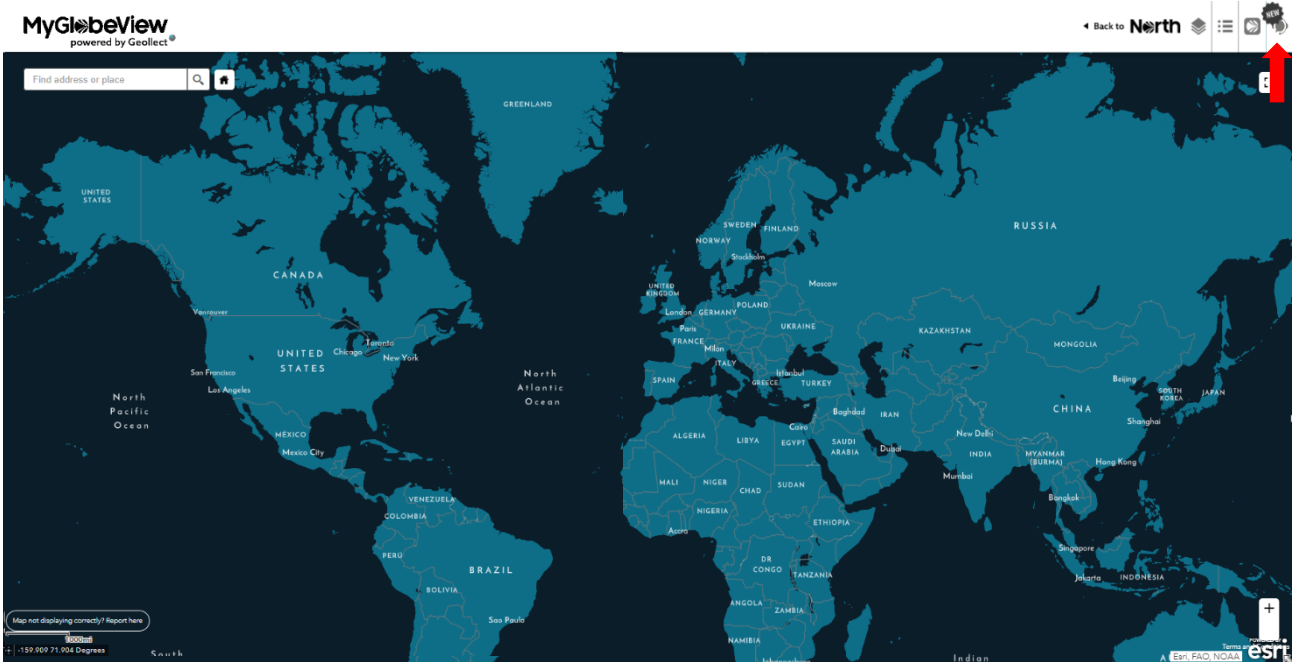 MyGlobeView
powered by Geollect
Back to North
NEW
Find address or place
GREENLAND
UNITED
STATES
RUSSIA
SWEDEN
FINLAND
NORWAY
Stockholm
CANADA
Moscow
UNITED
KINGDOM
POLAND
London
GERMANY
Vancouver
UKRAINE
Paris
KAZAKHSTAN
FRANCE
Milan
MONGOLIA
Toronto
Chicago
New York
UNITED
STATES
ITALY
Istanbul
San Francisco
North
Atlantic
Ocean
SPAIN
GREECE
TURKEY
Beijing
Los Angeles
SOUTH
KOREA
JAPAN
North
Pacific
Ocean
CHINA
Baghdad
IRAN
Shanghai
Cairo
MÉXICO
ALGERIA
LIBYA
EGYPT
SAUDI
ARABIA
New Delhi
Dubai
Mexico City
INDIA
MYANMAR
(BURMA)
Hong Kong
Mumbai
MALI
NIGER
CHAD
SUDAN
VENEZUELA
Bangkok
NIGERIA
COLOMBIA
ETHIOPIA
Accra
Singapore
PERÚ
DR
CONGO
BRAZIL
TANZANIA
Jakarta
INDONESIA
BOLIVIA
ANGOLA
ZAMBIA
Map not displaying correctly? Report here
Sao Paulo
+
1000mi
NAMIBIA
-159.909 71.904 Degrees
South
Johannesburg
Indian
POWERED BY
esri
Esri, FAO, NOAA